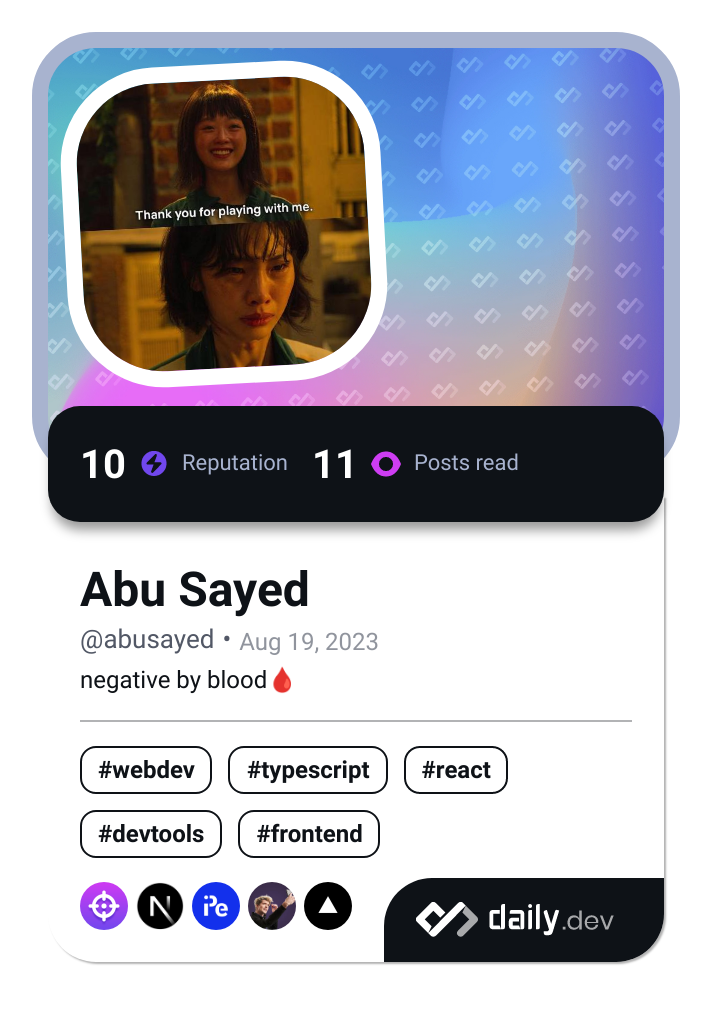 Thank you for playing with me.
10 Reputation 11 Posts read
Abu Sayed
@abusayed • Aug 19, 2023
negative by blood🩸
#webdev #typescript #react
#devtools #frontend
daily.dev